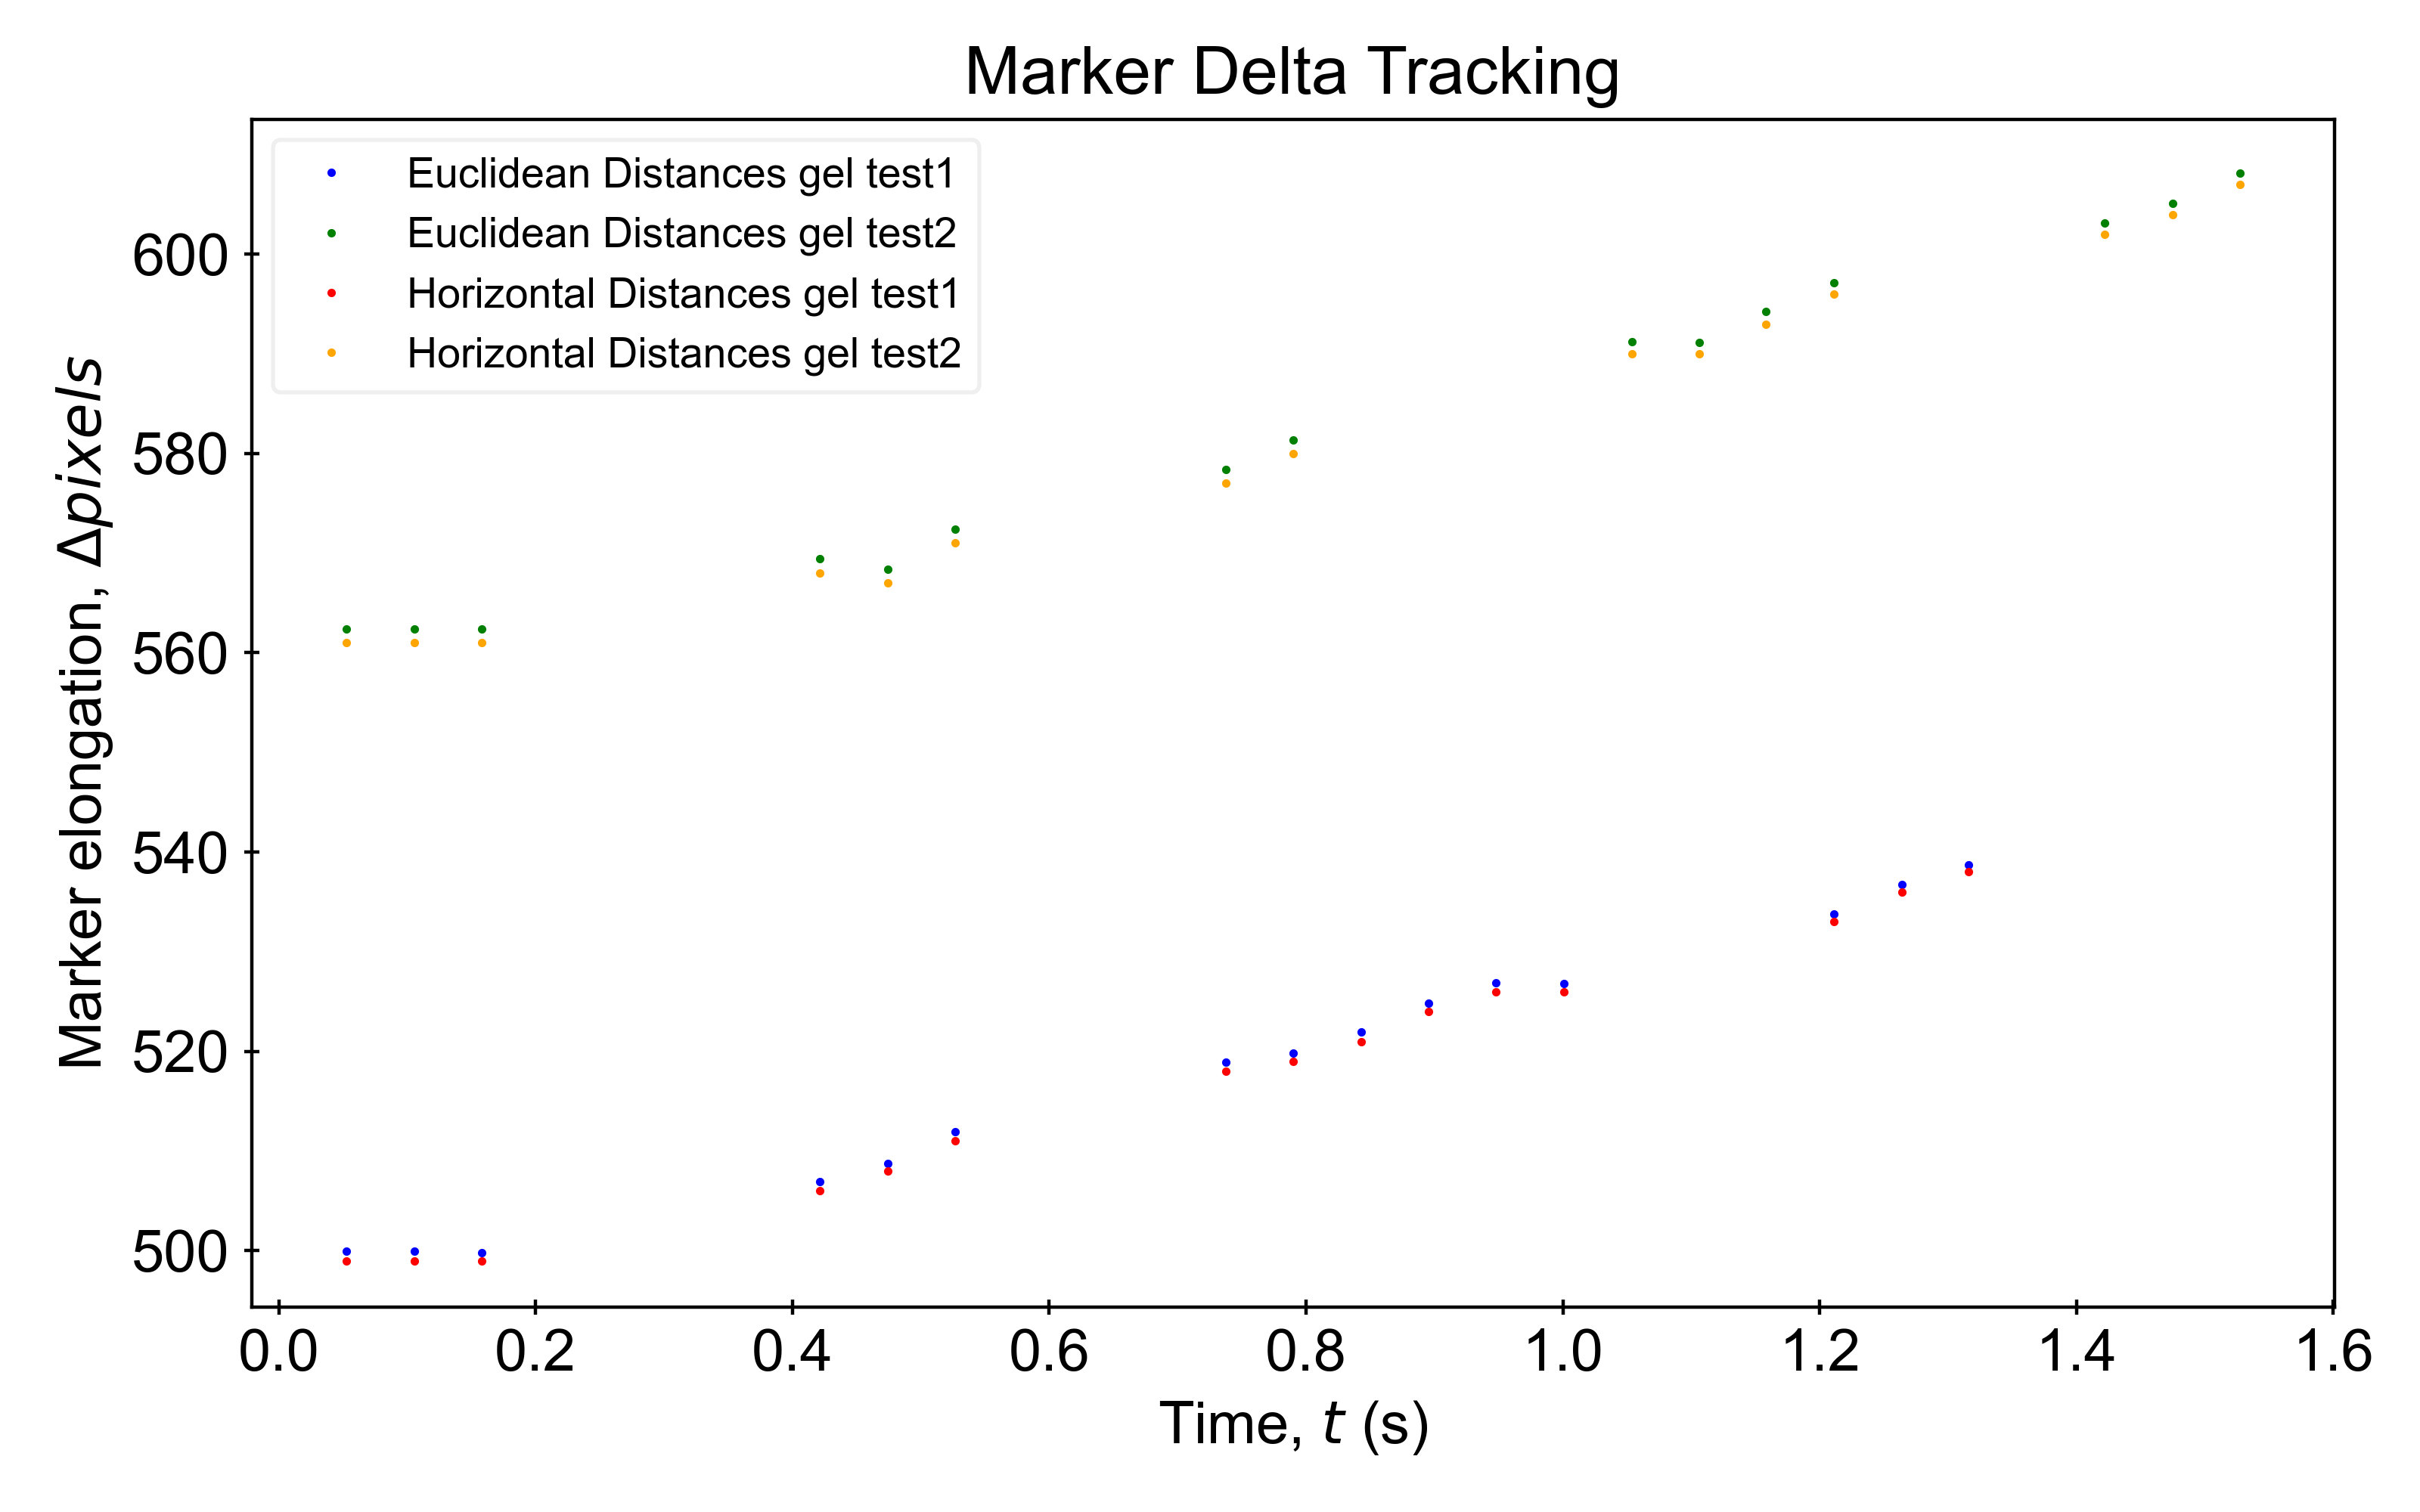 Marker Delta Tracking
Euclidean Distances gel test1
Euclidean Distances gel test2
Horizontal Distances gel test1
Horizontal Distances gel test2
Marker elongation, Δpixels
600
580
560
540
520
500
0.0 0.2 0.4 0.6 0.8 1.0 1.2 1.4 1.6
Time, t (s)